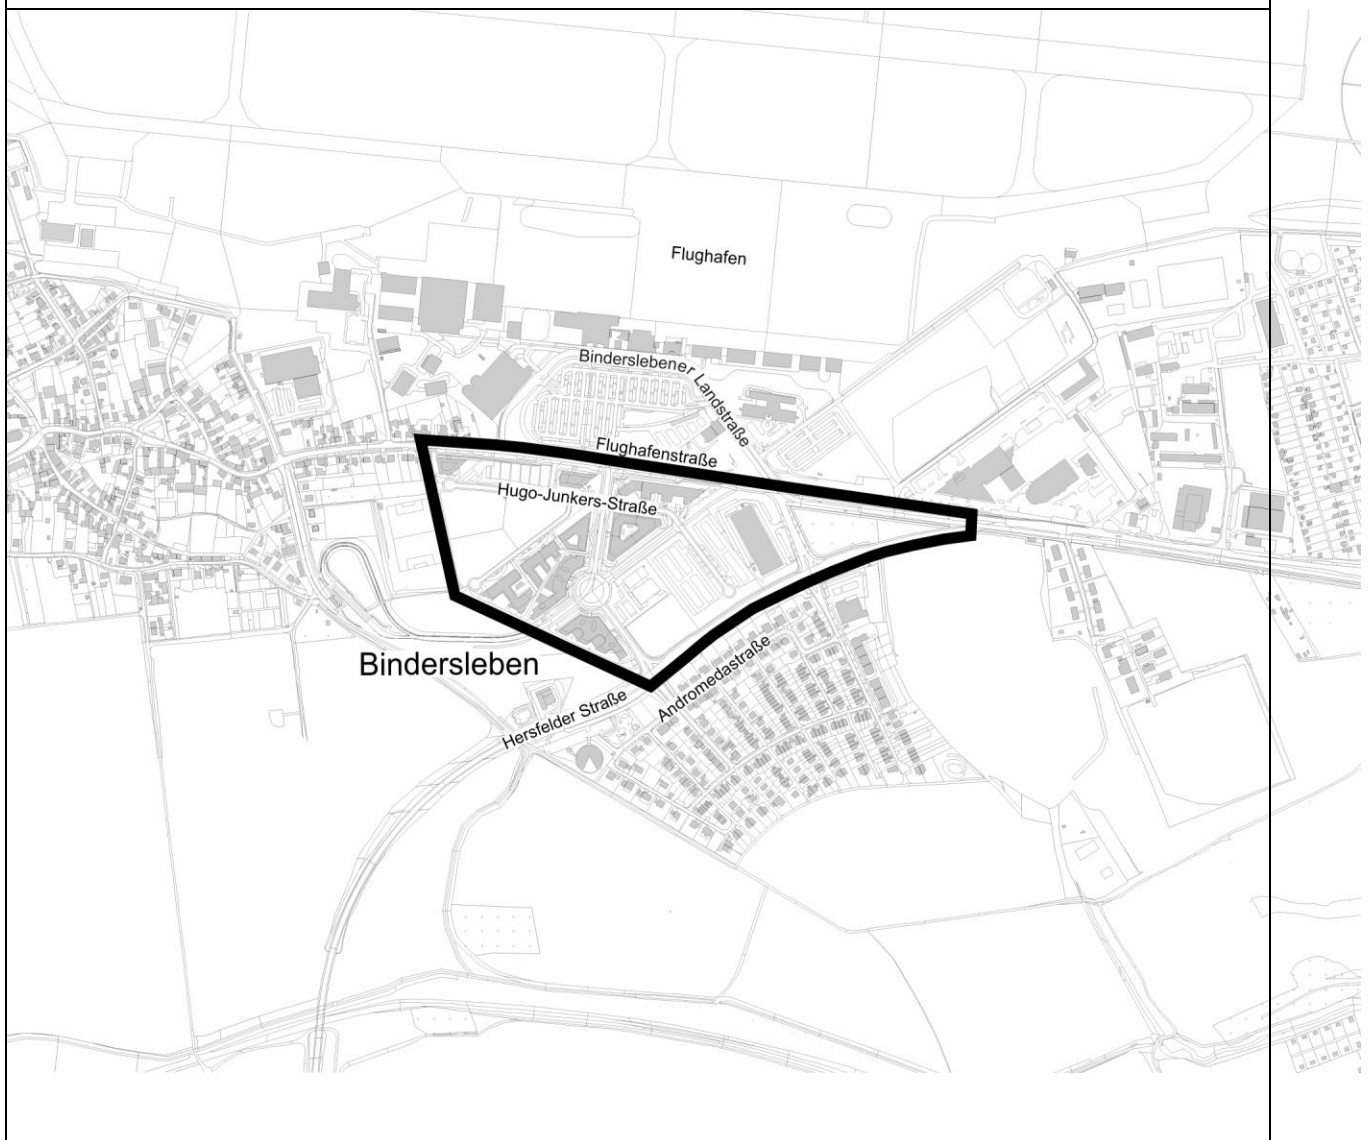 Flughafen
Binderslebener Landstraße
Flughafenstraße
Hugo-Junkers-Straße
Bindersleben
Andromedastraße
Hersfelder Straße